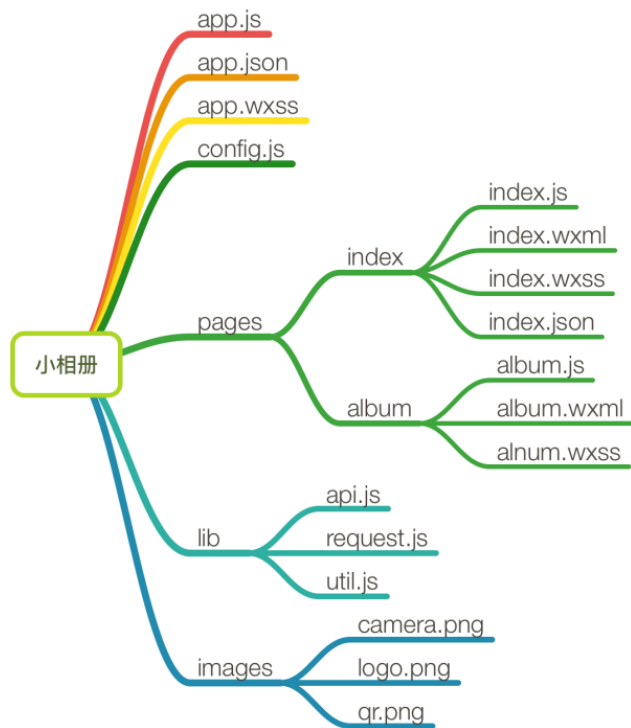 app.js
app.json
app.wxss
config.js
小相册
pages
index
index.js
index.wxml
index.wxss
index.json
album
album.js
album.wxml
alnum.wxss
lib
api.js
request.js
util.js
images
camera.png
logo.png
qr.png